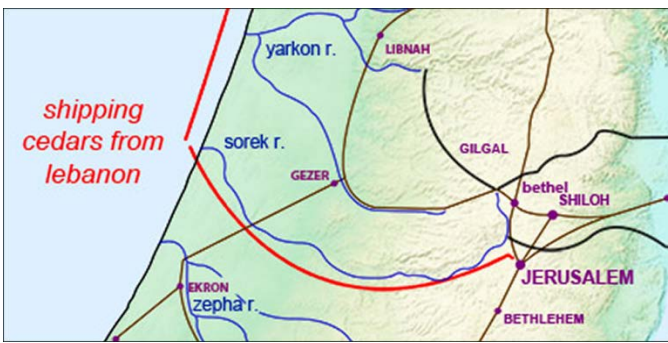 yarkon r.
LIBNAH
shipping
cedars from
lebanon
sorek r.
GILGAL
GEZER
bethel
SHILOH
JERUSALEM
EKRON
zepha r.
BETHLEHEM